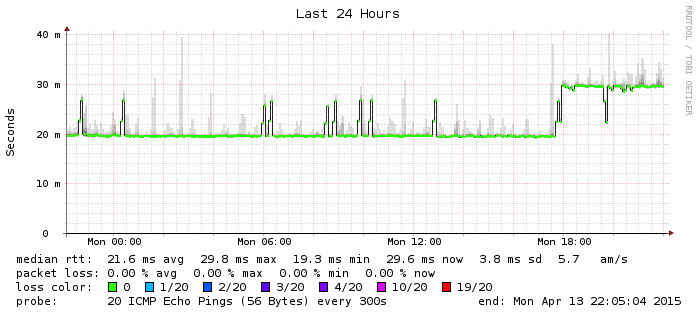 Last 24 Hours
RRDTOOL / TOBI OETIKER
Seconds
40 m
30 m
20 m
10 m
0
Mon 00:00 Mon 06:00 Mon 12:00 Mon 18:00
median rtt: 21.6 ms avg 29.8 ms max 19.3 ms min 29.6 ms now 3.8 ms sd 5.7 am/s
packet loss: 0.00 % avg 0.00 % max 0.00 % min 0.00 % now
loss color: 0 1/20 2/20 3/20 4/20 10/20 19/20
probe: 20 ICMP Echo Pings (56 Bytes) every 300s end: Mon Apr 13 22:05:04 2015